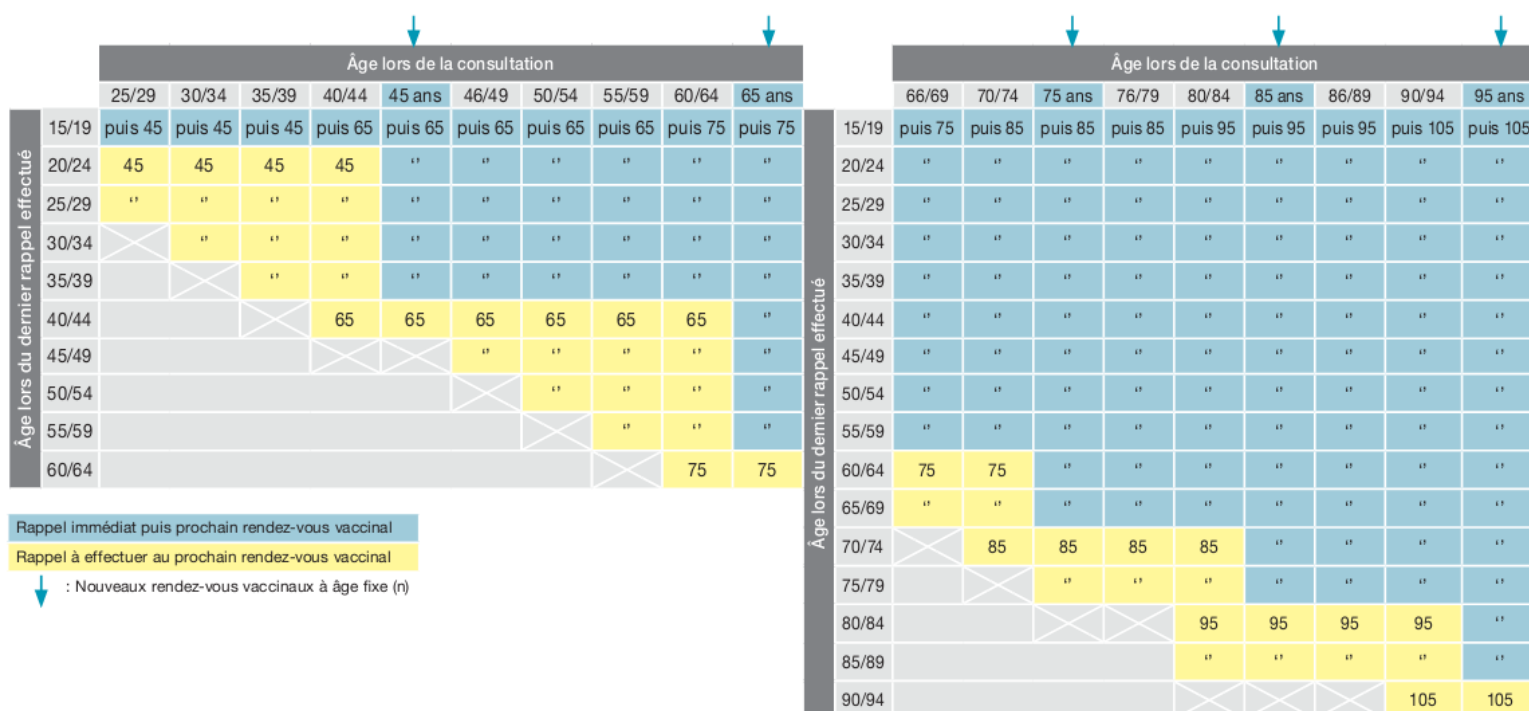 Âge lors de la consultation
25/29 30/34 35/39 40/44 45 ans 46/49 50/54 55/59 60/64 65 ans
Âge lors du dernier rappel effectué
15/19 puis 45 puis 45 puis 45 puis 65 puis 65 puis 65 puis 65 puis 65 puis 75 puis 75
20/24 45 45 45 45 ‘’ ‘’ ‘’ ‘’ ‘’ ‘’
25/29 ‘’ ‘’ ‘’ ‘’ ‘’ ‘’ ‘’ ‘’ ‘’ ‘’
30/34 ‘’ ‘’ ‘’ ‘’ ‘’ ‘’ ‘’ ‘’ ‘’
35/39 ‘’ ‘’ ‘’ ‘’ ‘’ ‘’ ‘’ ‘’
40/44 65 65 65 65 65 65 ‘’
45/49 ‘’ ‘’ ‘’ ‘’ ‘’
50/54 ‘’ ‘’ ‘’ ‘’
55/59 ‘’ ‘’ ‘’
60/64 75 75
Rappel immédiat puis prochain rendez-vous vaccinal
Rappel à effectuer au prochain rendez-vous vaccinal
: Nouveaux rendez-vous vaccinaux à âge fixe (n)
Âge lors de la consultation
66/69 70/74 75 ans 76/79 80/84 85 ans 86/89 90/94 95 ans
Âge lors du dernier rappel effectué
15/19 puis 75 puis 85 puis 85 puis 85 puis 95 puis 95 puis 95 puis 105 puis 105
20/24 ‘’ ‘’ ‘’ ‘’ ‘’ ‘’ ‘’ ‘’ ‘’
25/29 ‘’ ‘’ ‘’ ‘’ ‘’ ‘’ ‘’ ‘’ ‘’
30/34 ‘’ ‘’ ‘’ ‘’ ‘’ ‘’ ‘’ ‘’ ‘’
35/39 ‘’ ‘’ ‘’ ‘’ ‘’ ‘’ ‘’ ‘’ ‘’
40/44 ‘’ ‘’ ‘’ ‘’ ‘’ ‘’ ‘’ ‘’ ‘’
45/49 ‘’ ‘’ ‘’ ‘’ ‘’ ‘’ ‘’ ‘’ ‘’
50/54 ‘’ ‘’ ‘’ ‘’ ‘’ ‘’ ‘’ ‘’ ‘’
55/59 ‘’ ‘’ ‘’ ‘’ ‘’ ‘’ ‘’ ‘’ ‘’
60/64 75 75 ‘’ ‘’ ‘’ ‘’ ‘’ ‘’ ‘’
65/69 ‘’ ‘’ ‘’ ‘’ ‘’ ‘’ ‘’ ‘’ ‘’
70/74 85 85 85 85 ‘’ ‘’ ‘’ ‘’
75/79 ‘’ ‘’ ‘’ ‘’ ‘’ ‘’ ‘’
80/84 95 95 95 95 ‘’
85/89 ‘’ ‘’ ‘’ ‘’ ‘’
90/94 105 105